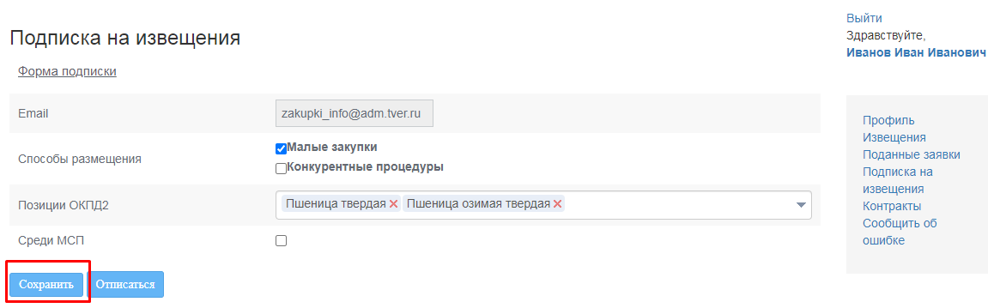 Выйти
Здравствуйте,
Иванов Иван Иванович
Подписка на извещения
Форма подписки
Email
zakupki_info@adm.tver.ru
Способы размещения
Малые закупки
Конкурентные процедуры
Позиции ОКПД2
Пшеница твердая Пшеница озимая твердая
Среди МСП
Сохранить Отписаться
Профиль
Извещения
Поданные заявки
Подписка на
извещения
Контракты
Сообщить об
ошибке